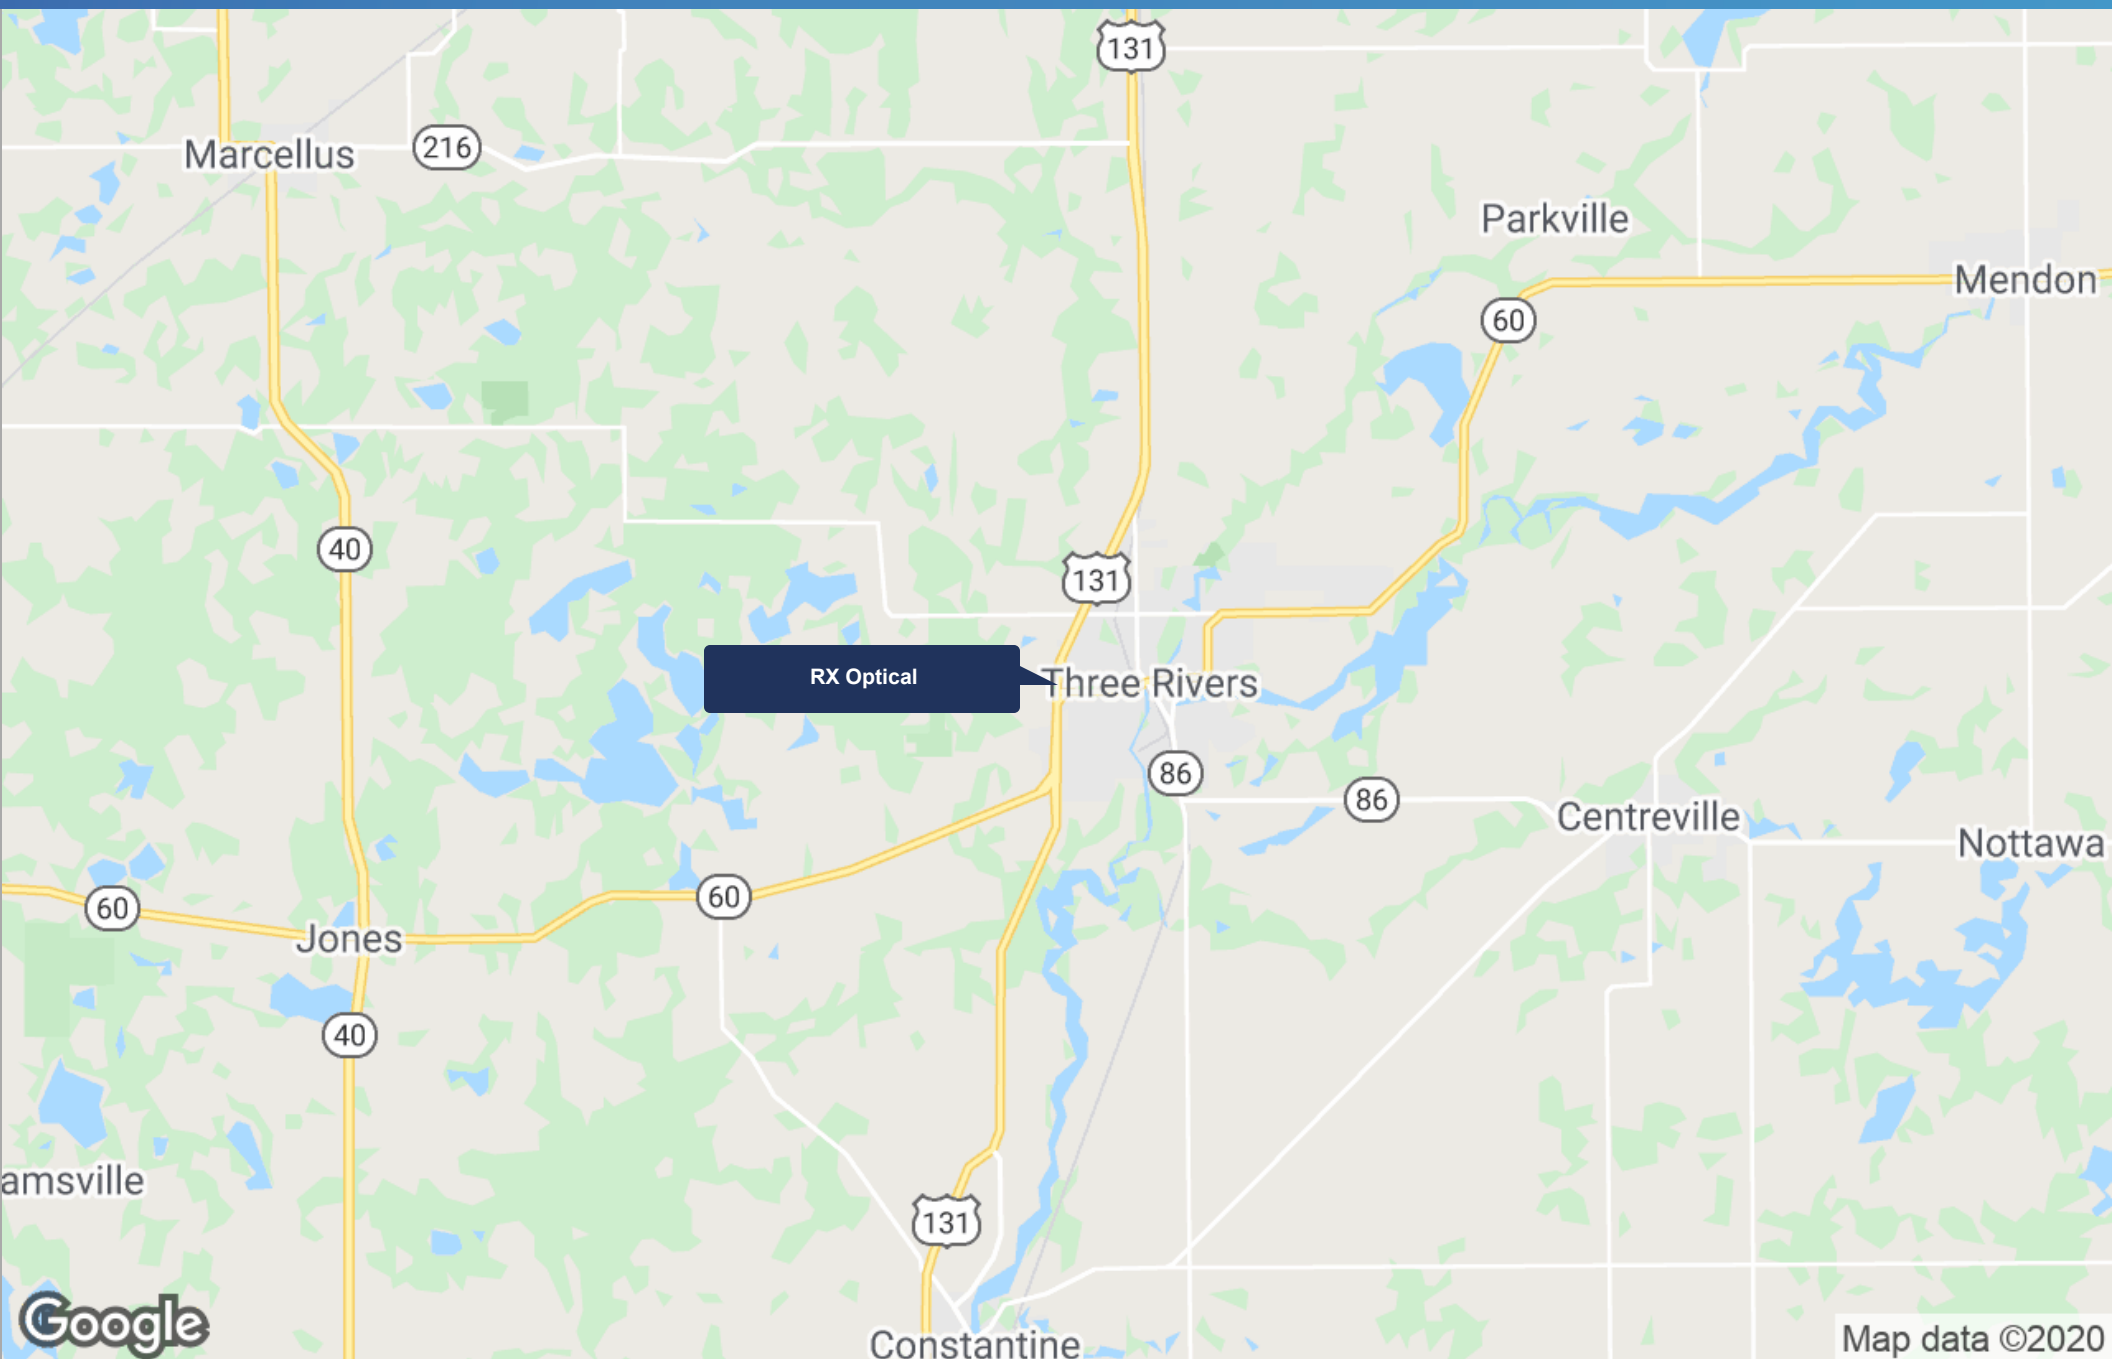 131
Marcellus
216
Parkville
Mendon
60
40
131
RX Optical
Three Rivers
86
86
Centreville
Nottawa
60
60
Jones
40
amsville
131
Google
Constantine
Map data ©2020